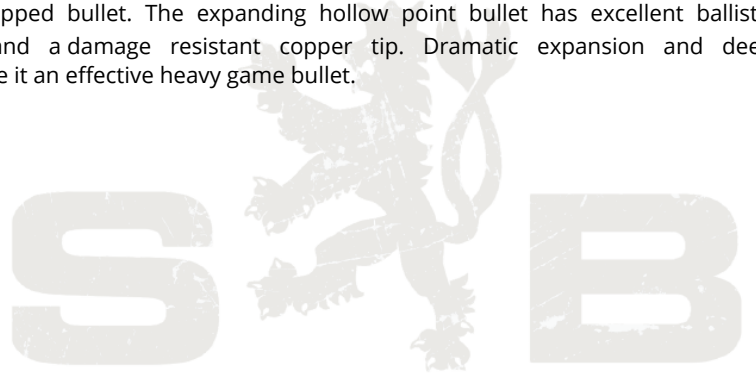 pped bullet. The expanding hollow point bullet has excellent ballist
and a damage resistant copper tip. Dramatic expansion and dee
e it an effective heavy game bullet.
S B